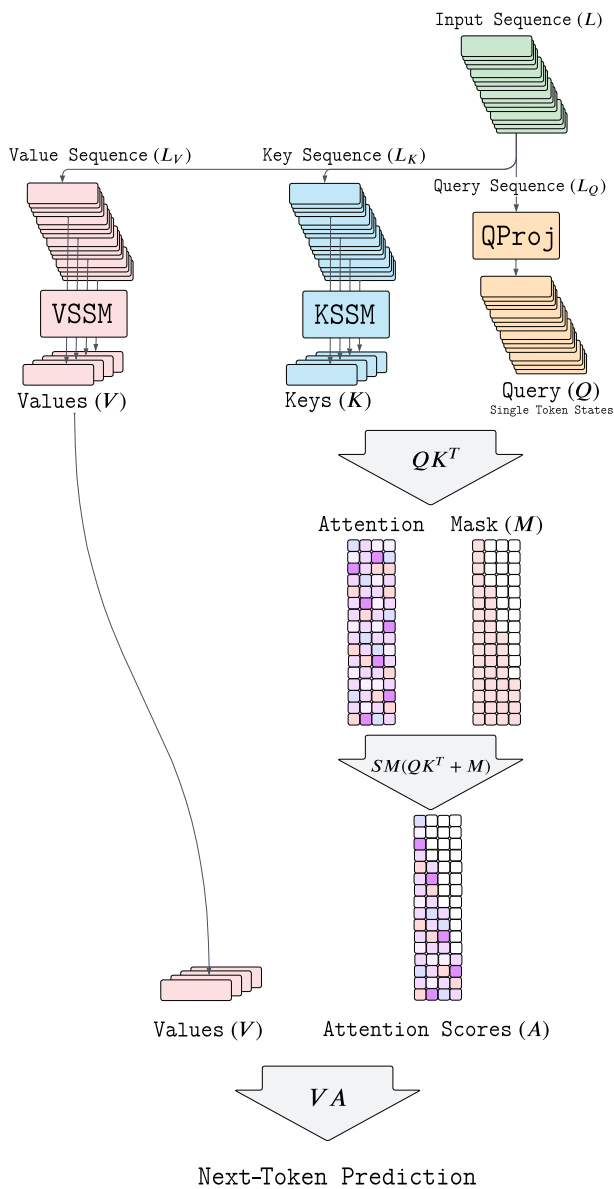 Input Sequence (L)
Value Sequence (L_V)
Key Sequence (L_K)
Query Sequence (L_Q)
QProj
VSSM
KSSM
Values (V)
Keys (K)
Query (Q)
Single Token States
QK^T
Attention
Mask (M)
SM(QK^T + M)
Values (V)
Attention Scores (A)
VA
Next-Token Prediction